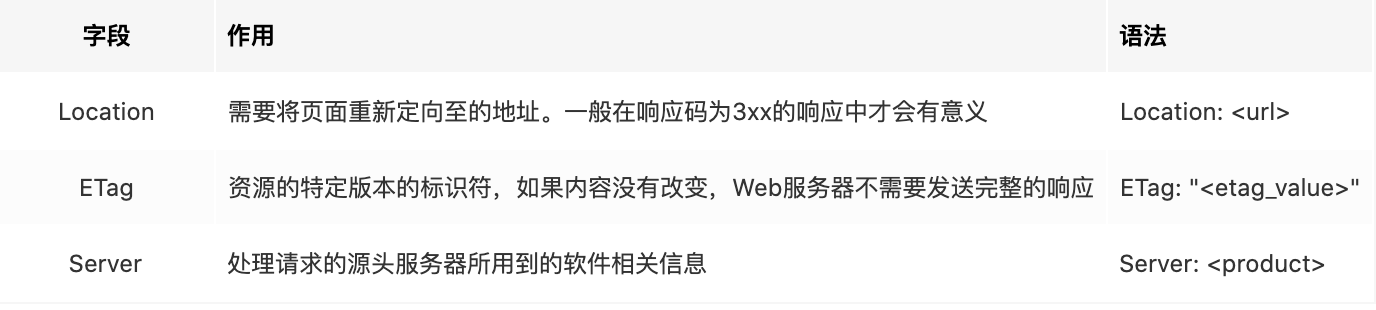 字段 作用 语法
Location 需要将页面重新定向至的地址。一般在响应码为3xx的响应中才会有意义 Location: <url>
ETag 资源的特定版本的标识符，如果内容没有改变，Web服务器不需要发送完整的响应 ETag: "<etag_value>"
Server 处理请求的源头服务器所用到的软件相关信息 Server: <product>